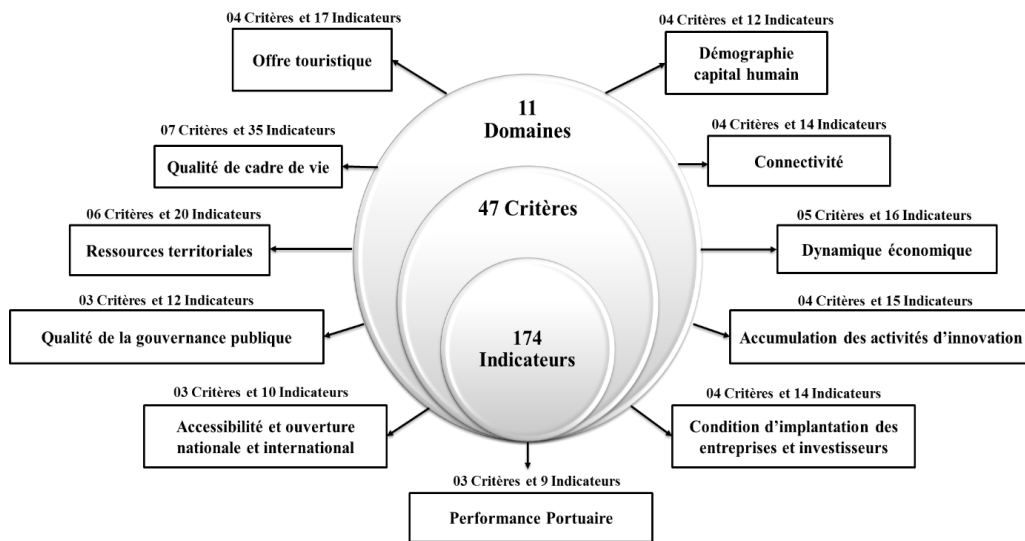 04 Critères et 17 Indicateurs
Offre touristique
04 Critères et 12 Indicateurs
Démographie
capital humain
11
Domaines
07 Critères et 35 Indicateurs
Qualité de cadre de vie
04 Critères et 14 Indicateurs
Connectivité
47 Critères
06 Critères et 20 Indicateurs
Ressources territoriales
05 Critères et 16 Indicateurs
Dynamique économique
03 Critères et 12 Indicateurs
Qualité de la gouvernance publique
174
Indicateurs
04 Critères et 15 Indicateurs
Accumulation des activités d'innovation
03 Critères et 10 Indicateurs
Accessibilité et ouverture
nationale et international
04 Critères et 14 Indicateurs
Condition d'implantation des
entreprises et investisseurs
03 Critères et 9 Indicateurs
Performance Portuaire